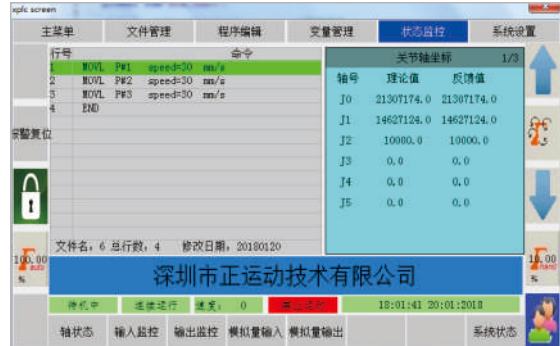 xplc screen
主菜单 文件管理 程序编辑 变量管理 状态监控 系统设置
行号 命令
1 MOVL P#1 speed=30 mm/s
2 MOVL P#2 speed=30 mm/s
3 MOVL P#3 speed=30 mm/s
4 END
关节轴坐标 1/3
轴号 理论值 反馈值
J0 21307174.0 21307174.0
J1 14627124.0 14627124.0
J2 10000.0 10000.0
J3 0.0 0.0
J4 0.0 0.0
J5 0.0 0.0
报警复位
文件名: 6 总行数: 4 修改日期: 20180120
100.00 % auto
10.00 % hand
深圳市正运动技术有限公司
待机中 连续运行 速度: 0 18:01:41 20:01:2018
轴状态 输入监控 输出监控 模拟量输入 模拟量输出 系统状态